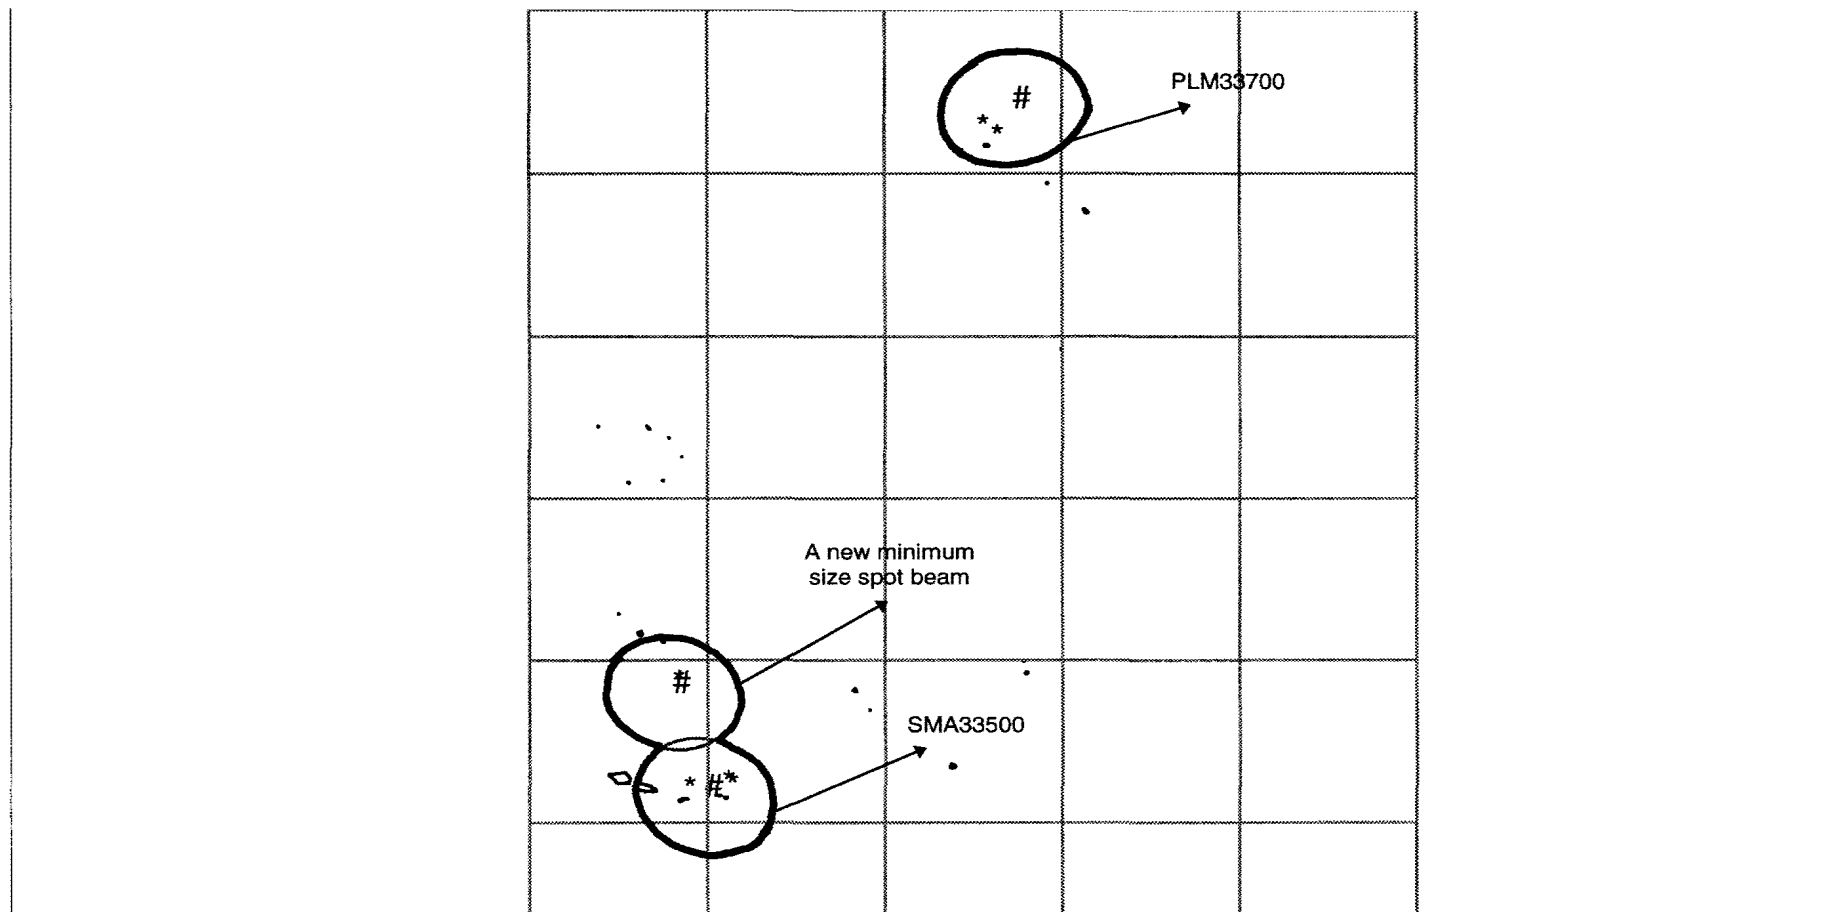 PLM33700
#
* *
A new minimum
size spot beam
#
SMA33500
* # *